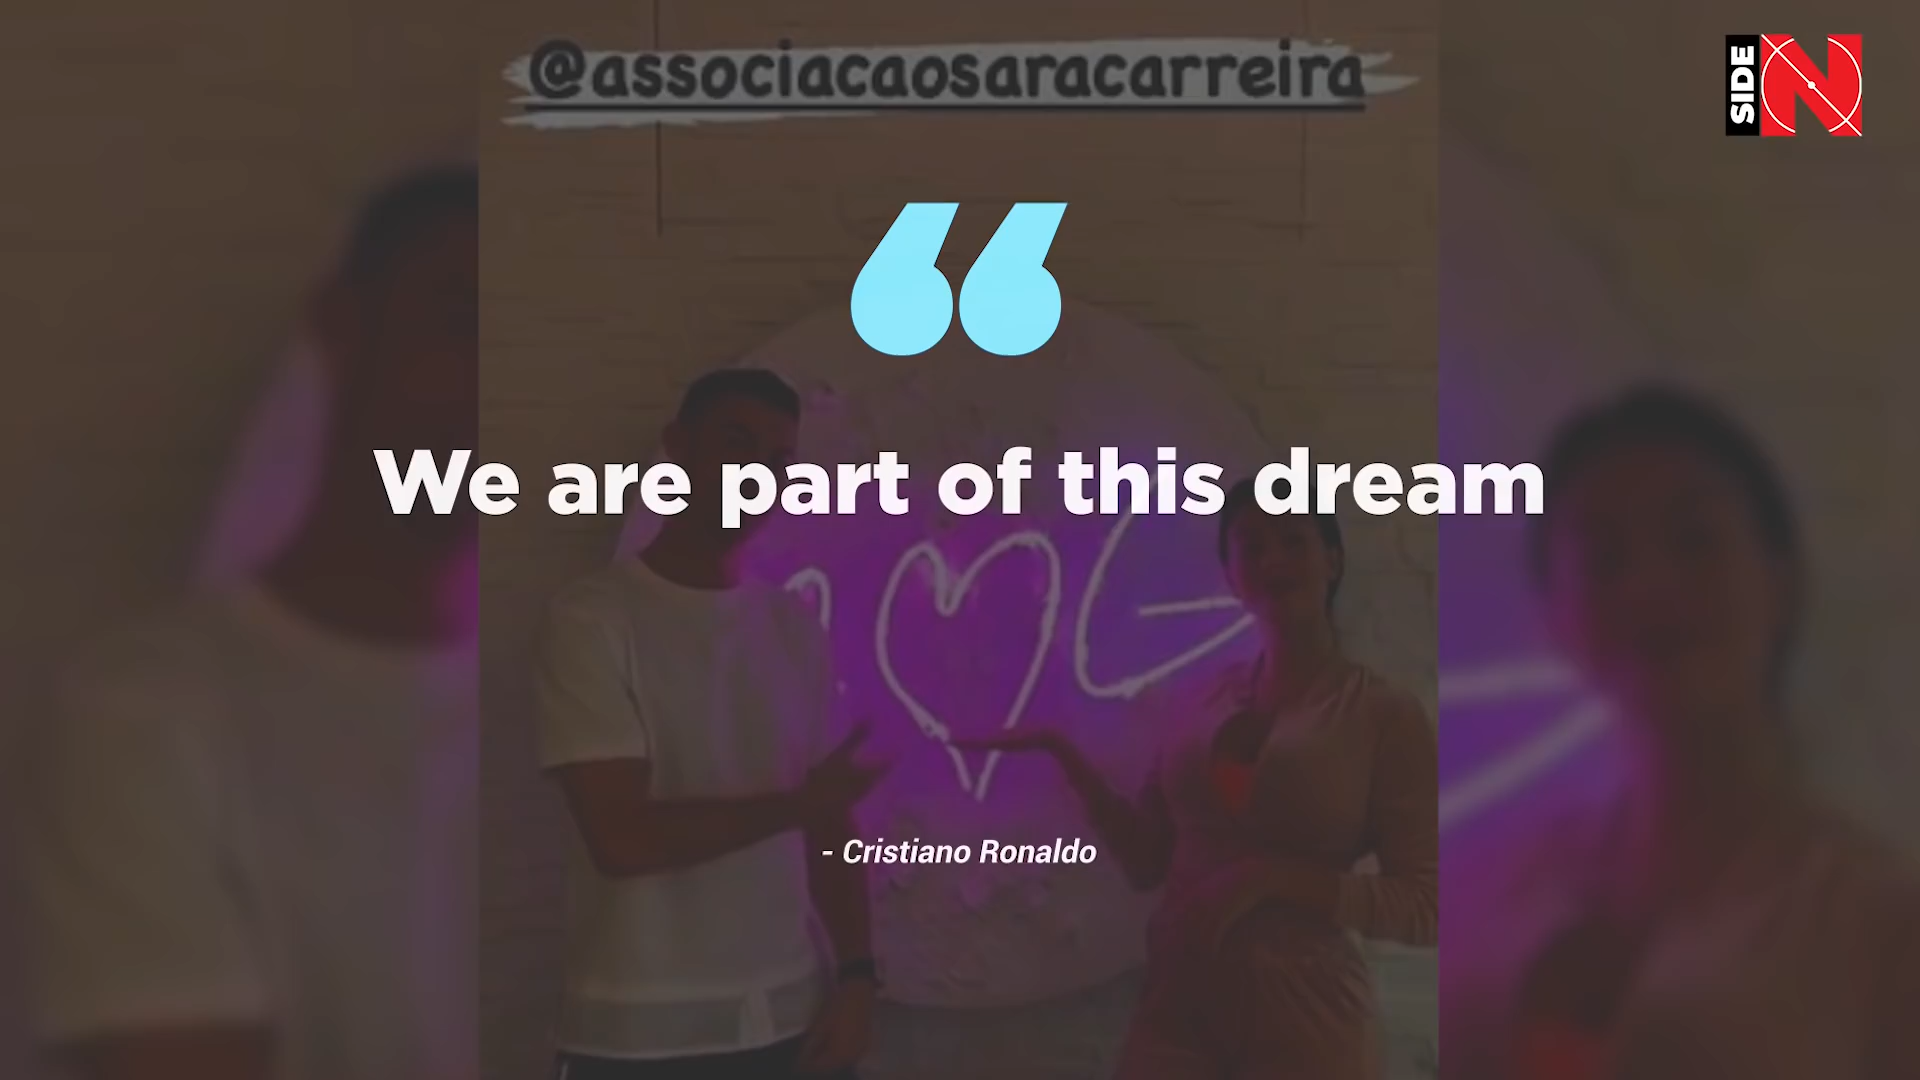 @associacaosaracarreira
SIDE N
“
We are part of this dream
- Cristiano Ronaldo